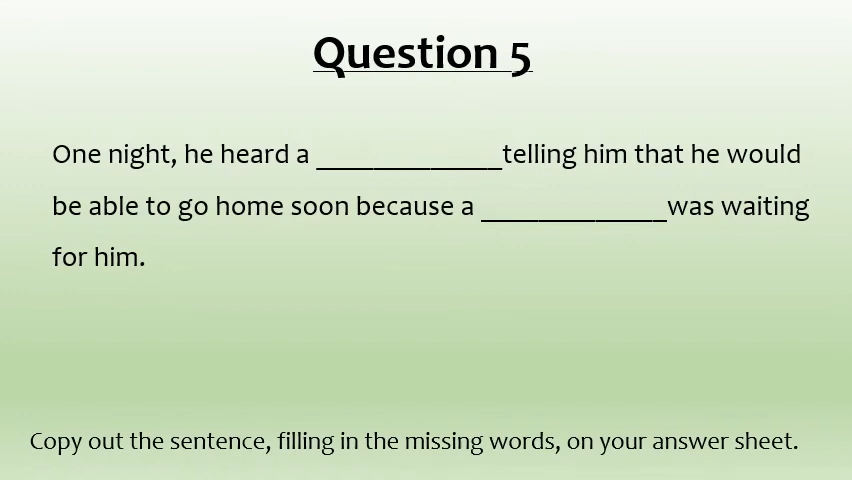 Question 5
One night, he heard a _____________telling him that he would
be able to go home soon because a _____________was waiting
for him.
Copy out the sentence, filling in the missing words, on your answer sheet.